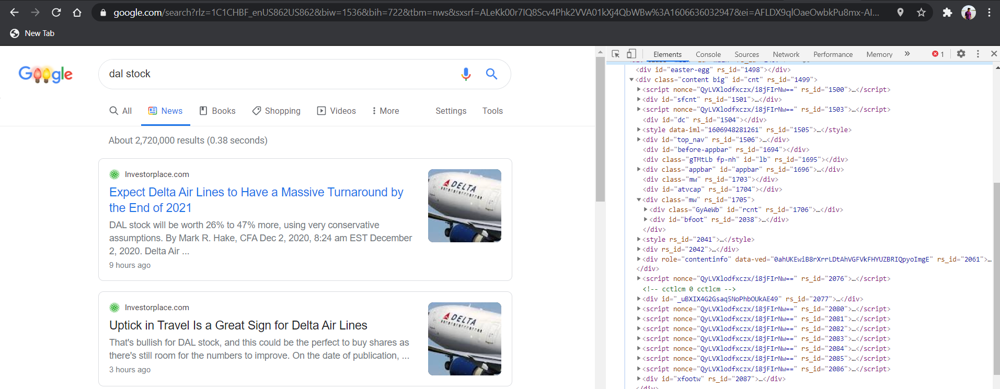 google.com/search?rlz=1C1CHBF_enUS862US862&biw=1536&bih=722&tbm=nws&sxsrf=ALeKk00r7IQ8Scv4Phk2VVA01kXj4QbWBw%3A1606636032947&ei=AFLDX9qlOaeOwbkPu8mx-AI...
New Tab
Google
dal stock
All News Books Shopping Videos More Settings Tools
About 2,720,000 results (0.38 seconds)
Investorplace.com
Expect Delta Air Lines to Have a Massive Turnaround by
the End of 2021
DAL stock will be worth 26% to 47% more, using very conservative
assumptions. By Mark R. Hake, CFA Dec 2, 2020, 8:24 am EST December
2, 2020. Delta Air ...
9 hours ago
DELTA
Investorplace.com
Uptick in Travel Is a Great Sign for Delta Air Lines
That's bullish for DAL stock, and this could be the perfect to buy shares as
there's still room for the numbers to improve. On the date of publication, ...
3 hours ago
DELTA
Elements Console Sources Network Performance Memory » 1
<div id="easter-egg" rs_id="1498"></div>
<div class="content big" id="cnt" rs_id="1499">
<script nonce="QyLVXlodfxczx/i8jFIrNw==" rs_id="1500">…</script>
<div id="sfcnt" rs_id="1501">…</div>
<script nonce="QyLVXlodfxczx/i8jFIrNw==" rs_id="1503">…</script>
<div id="dc" rs_id="1504"></div>
<style data-iml="1606948281261" rs_id="1505">…</style>
<div id="top_nav" rs_id="1506">…</div>
<div id="before-appbar" rs_id="1694"></div>
<div class="gTMtLb fp-nh" id="lb" rs_id="1695"></div>
<div class="appbar" id="appbar" rs_id="1696">…</div>
<div class="mw" rs_id="1703"></div>
<div id="atvcap" rs_id="1704"></div>
<div class="mw" rs_id="1705">
<div class="GyAeWb" id="rcnt" rs_id="1706">…</div>
<div id="bfoot" rs_id="2038">…</div>
</div>
<style rs_id="2041">…</style>
<div rs_id="2042">…</div>
<div role="contentinfo" data-ved="0ahUKEwiB8rXrrLDtAhVGFVkFHYUZBRIQpyoImgE" rs_id="2061">…
</div>
<script nonce="QyLVXlodfxczx/i8jFIrNw==" rs_id="2076">…</script>
<!-- cctlcm 0 cctlcm -->
<div id="_uBXIX4G2Gsaq5NoPhbOUkAE49" rs_id="2077">…</div>
<script nonce="QyLVXlodfxczx/i8jFIrNw==" rs_id="2080">…</script>
<script nonce="QyLVXlodfxczx/i8jFIrNw==" rs_id="2081">…</script>
<script nonce="QyLVXlodfxczx/i8jFIrNw==" rs_id="2082">…</script>
<script nonce="QyLVXlodfxczx/i8jFIrNw==" rs_id="2083">…</script>
<script nonce="QyLVXlodfxczx/i8jFIrNw==" rs_id="2084">…</script>
<script nonce="QyLVXlodfxczx/i8jFIrNw==" rs_id="2085">…</script>
<script nonce="QyLVXlodfxczx/i8jFIrNw==" rs_id="2086">…</script>
<div id="xfootw" rs_id="2087">…</div>